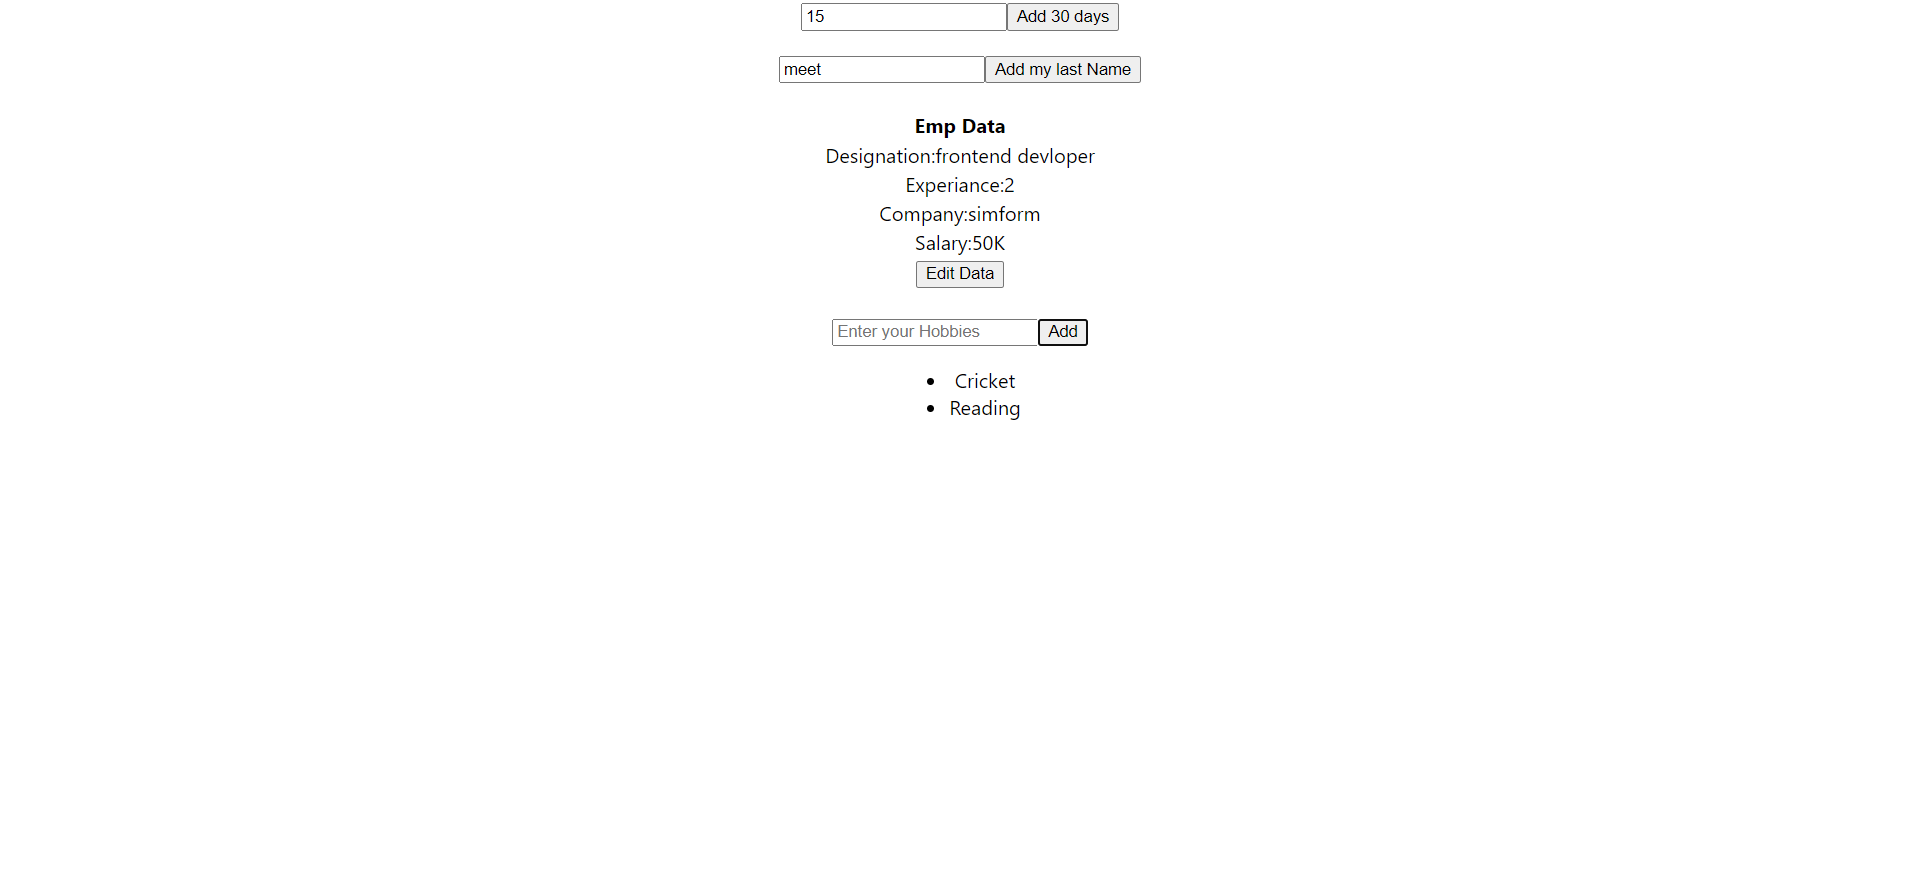 15 Add 30 days
meet Add my last Name
Emp Data
Designation:frontend devloper
Experiance:2
Company:simform
Salary:50K
Edit Data
Enter your Hobbies Add
Cricket
Reading